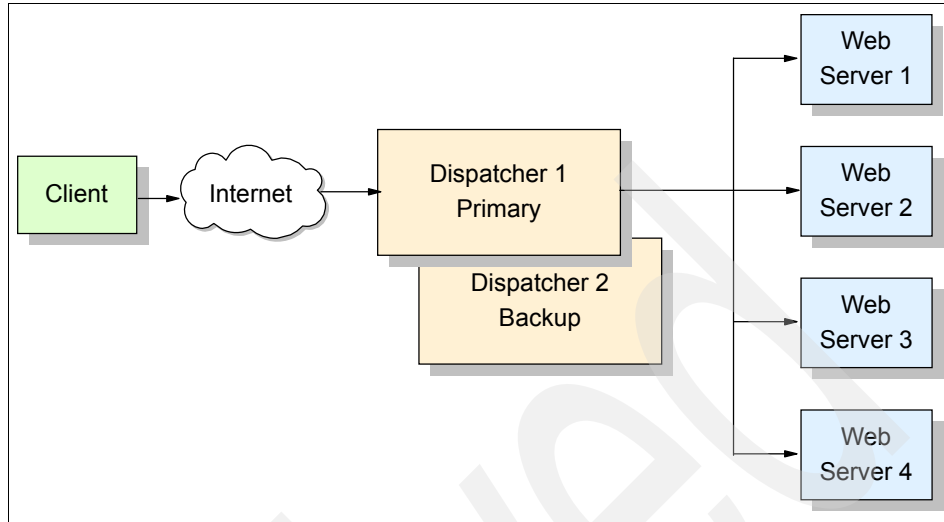 Client
Internet
Dispatcher 1
Primary
Dispatcher 2
Backup
Web
Server 1
Web
Server 2
Web
Server 3
Web
Server 4